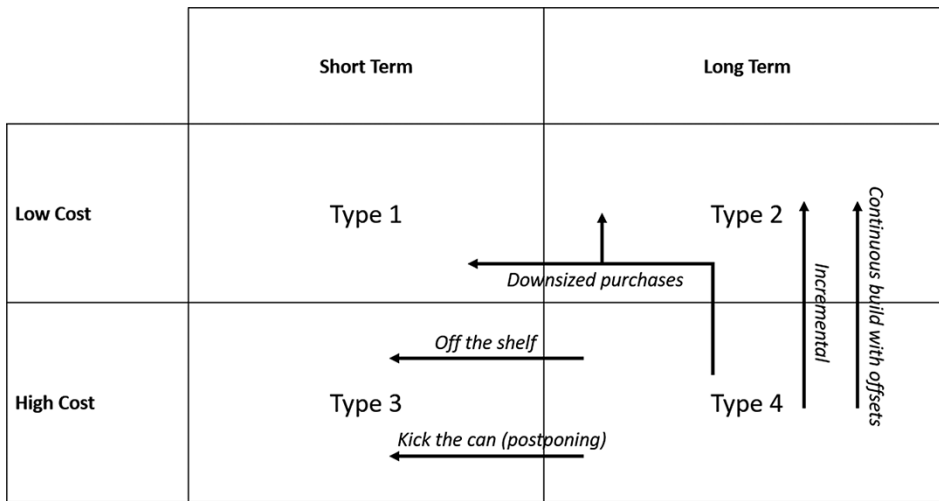 Short Term
Long Term
Low Cost
Type 1
Type 2
Downsized purchases
Incremental
Continuous build with offsets
Off the shelf
High Cost
Type 3
Type 4
Kick the can (postponing)